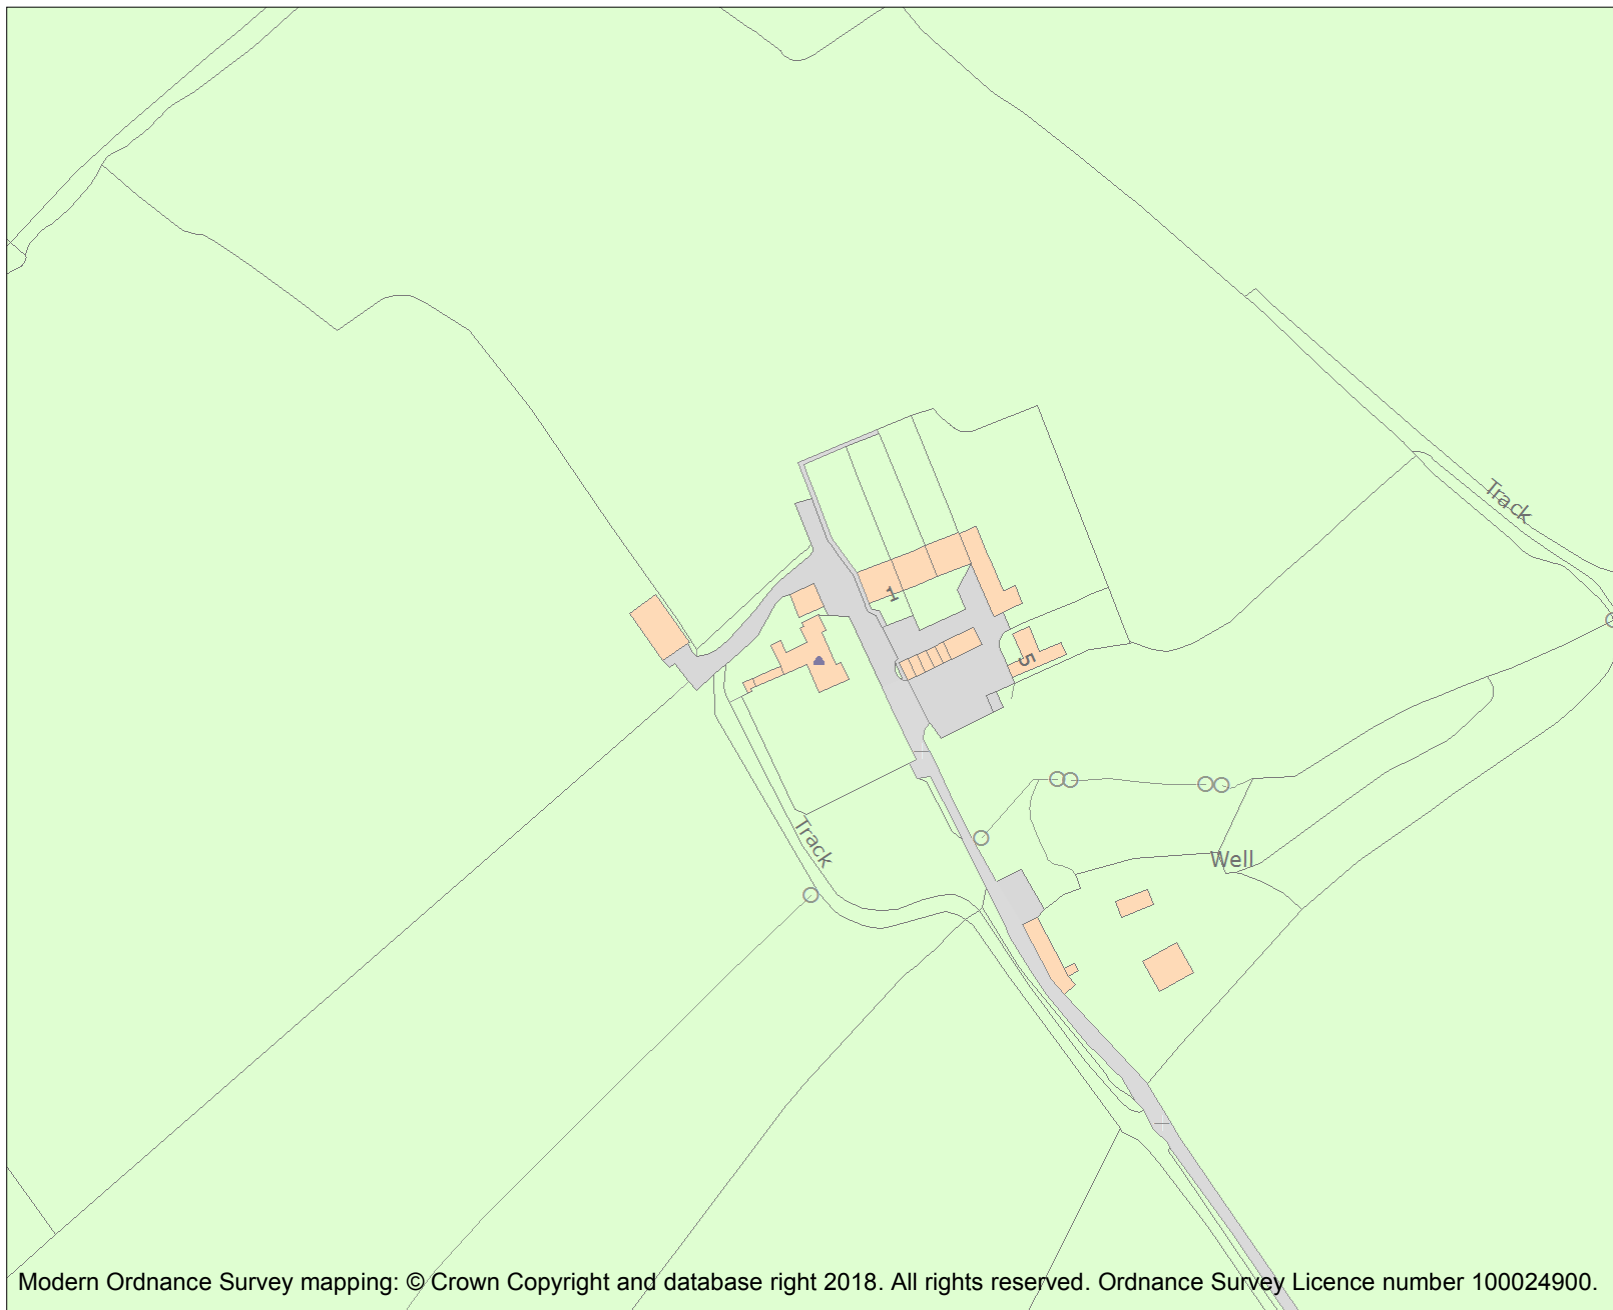 Track
1
5
Track
Well
Modern Ordnance Survey mapping: © Crown Copyright and database right 2018. All rights reserved. Ordnance Survey Licence number 100024900.